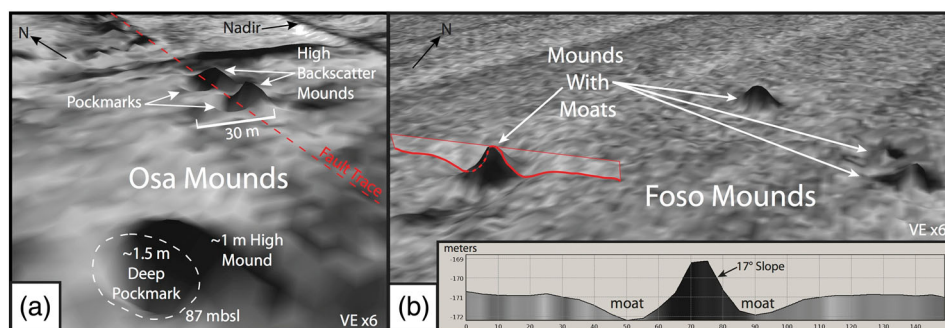 N
Nadir
High
Backscatter
Mounds
Pockmarks
30 m
Fault Trace
Osa Mounds
~1.5 m
Deep
Pockmark
~1 m High
Mound
87 mbsl
(a)
VE x6
N
Mounds
With
Moats
Foso Mounds
VE x6
(b)
meters
-169
-170
-171
-172
17° Slope
moat
moat
0 10 20 30 40 50 60 70 80 90 100 110 120 130 140